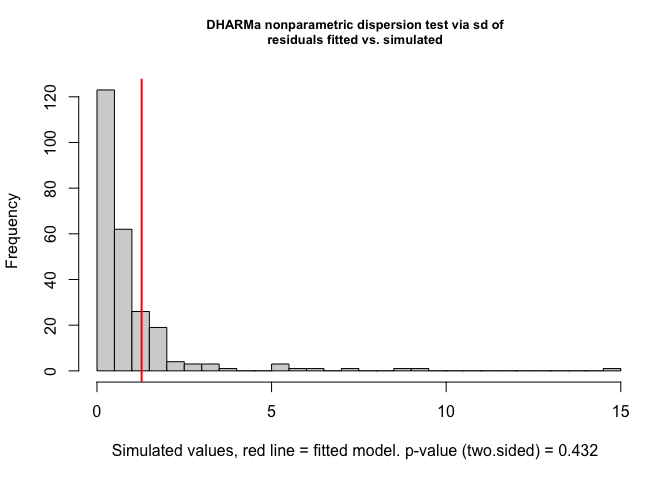 DHARMa nonparametric dispersion test via sd of
residuals fitted vs. simulated
Frequency
120
100
80
60
40
20
0
0
5
10
15
Simulated values, red line = fitted model. p-value (two.sided) = 0.432